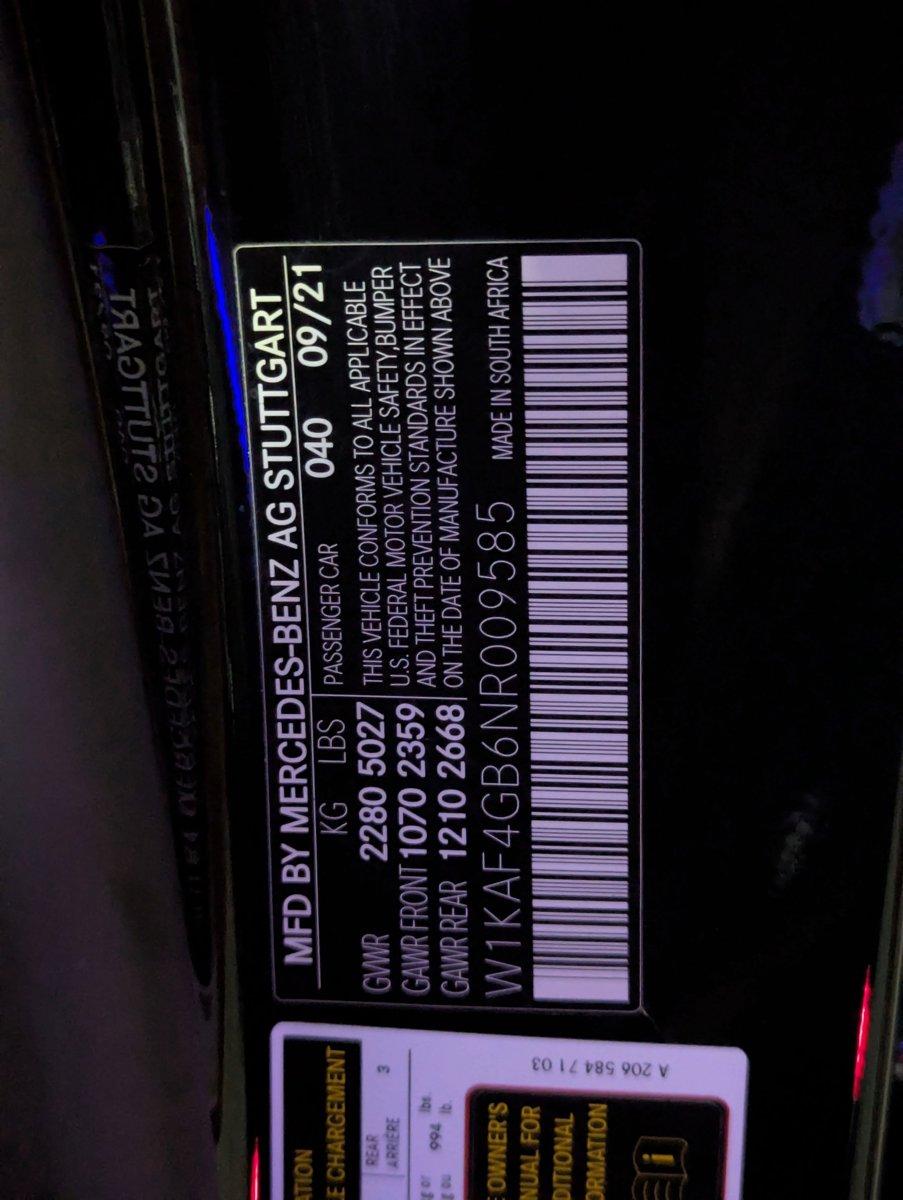 MFD BY MERCEDES-BENZ AG STUTTGART
KG LBS PASSENGER CAR 040 09/21
GVWR 2280 5027
GAWR FRONT 1070 2359
GAWR REAR 1210 2668
THIS VEHICLE CONFORMS TO ALL APPLICABLE
U.S. FEDERAL MOTOR VEHICLE SAFETY,BUMPER
AND THEFT PREVENTION STANDARDS IN EFFECT
ON THE DATE OF MANUFACTURE SHOWN ABOVE
W1KAF4GB6NR009585 MADE IN SOUTH AFRICA
CHARGEMENT
REAR 3
ARRIÈRE
994 lbs.
lb.
OWNER'S
FOR
A 206 584 71 03